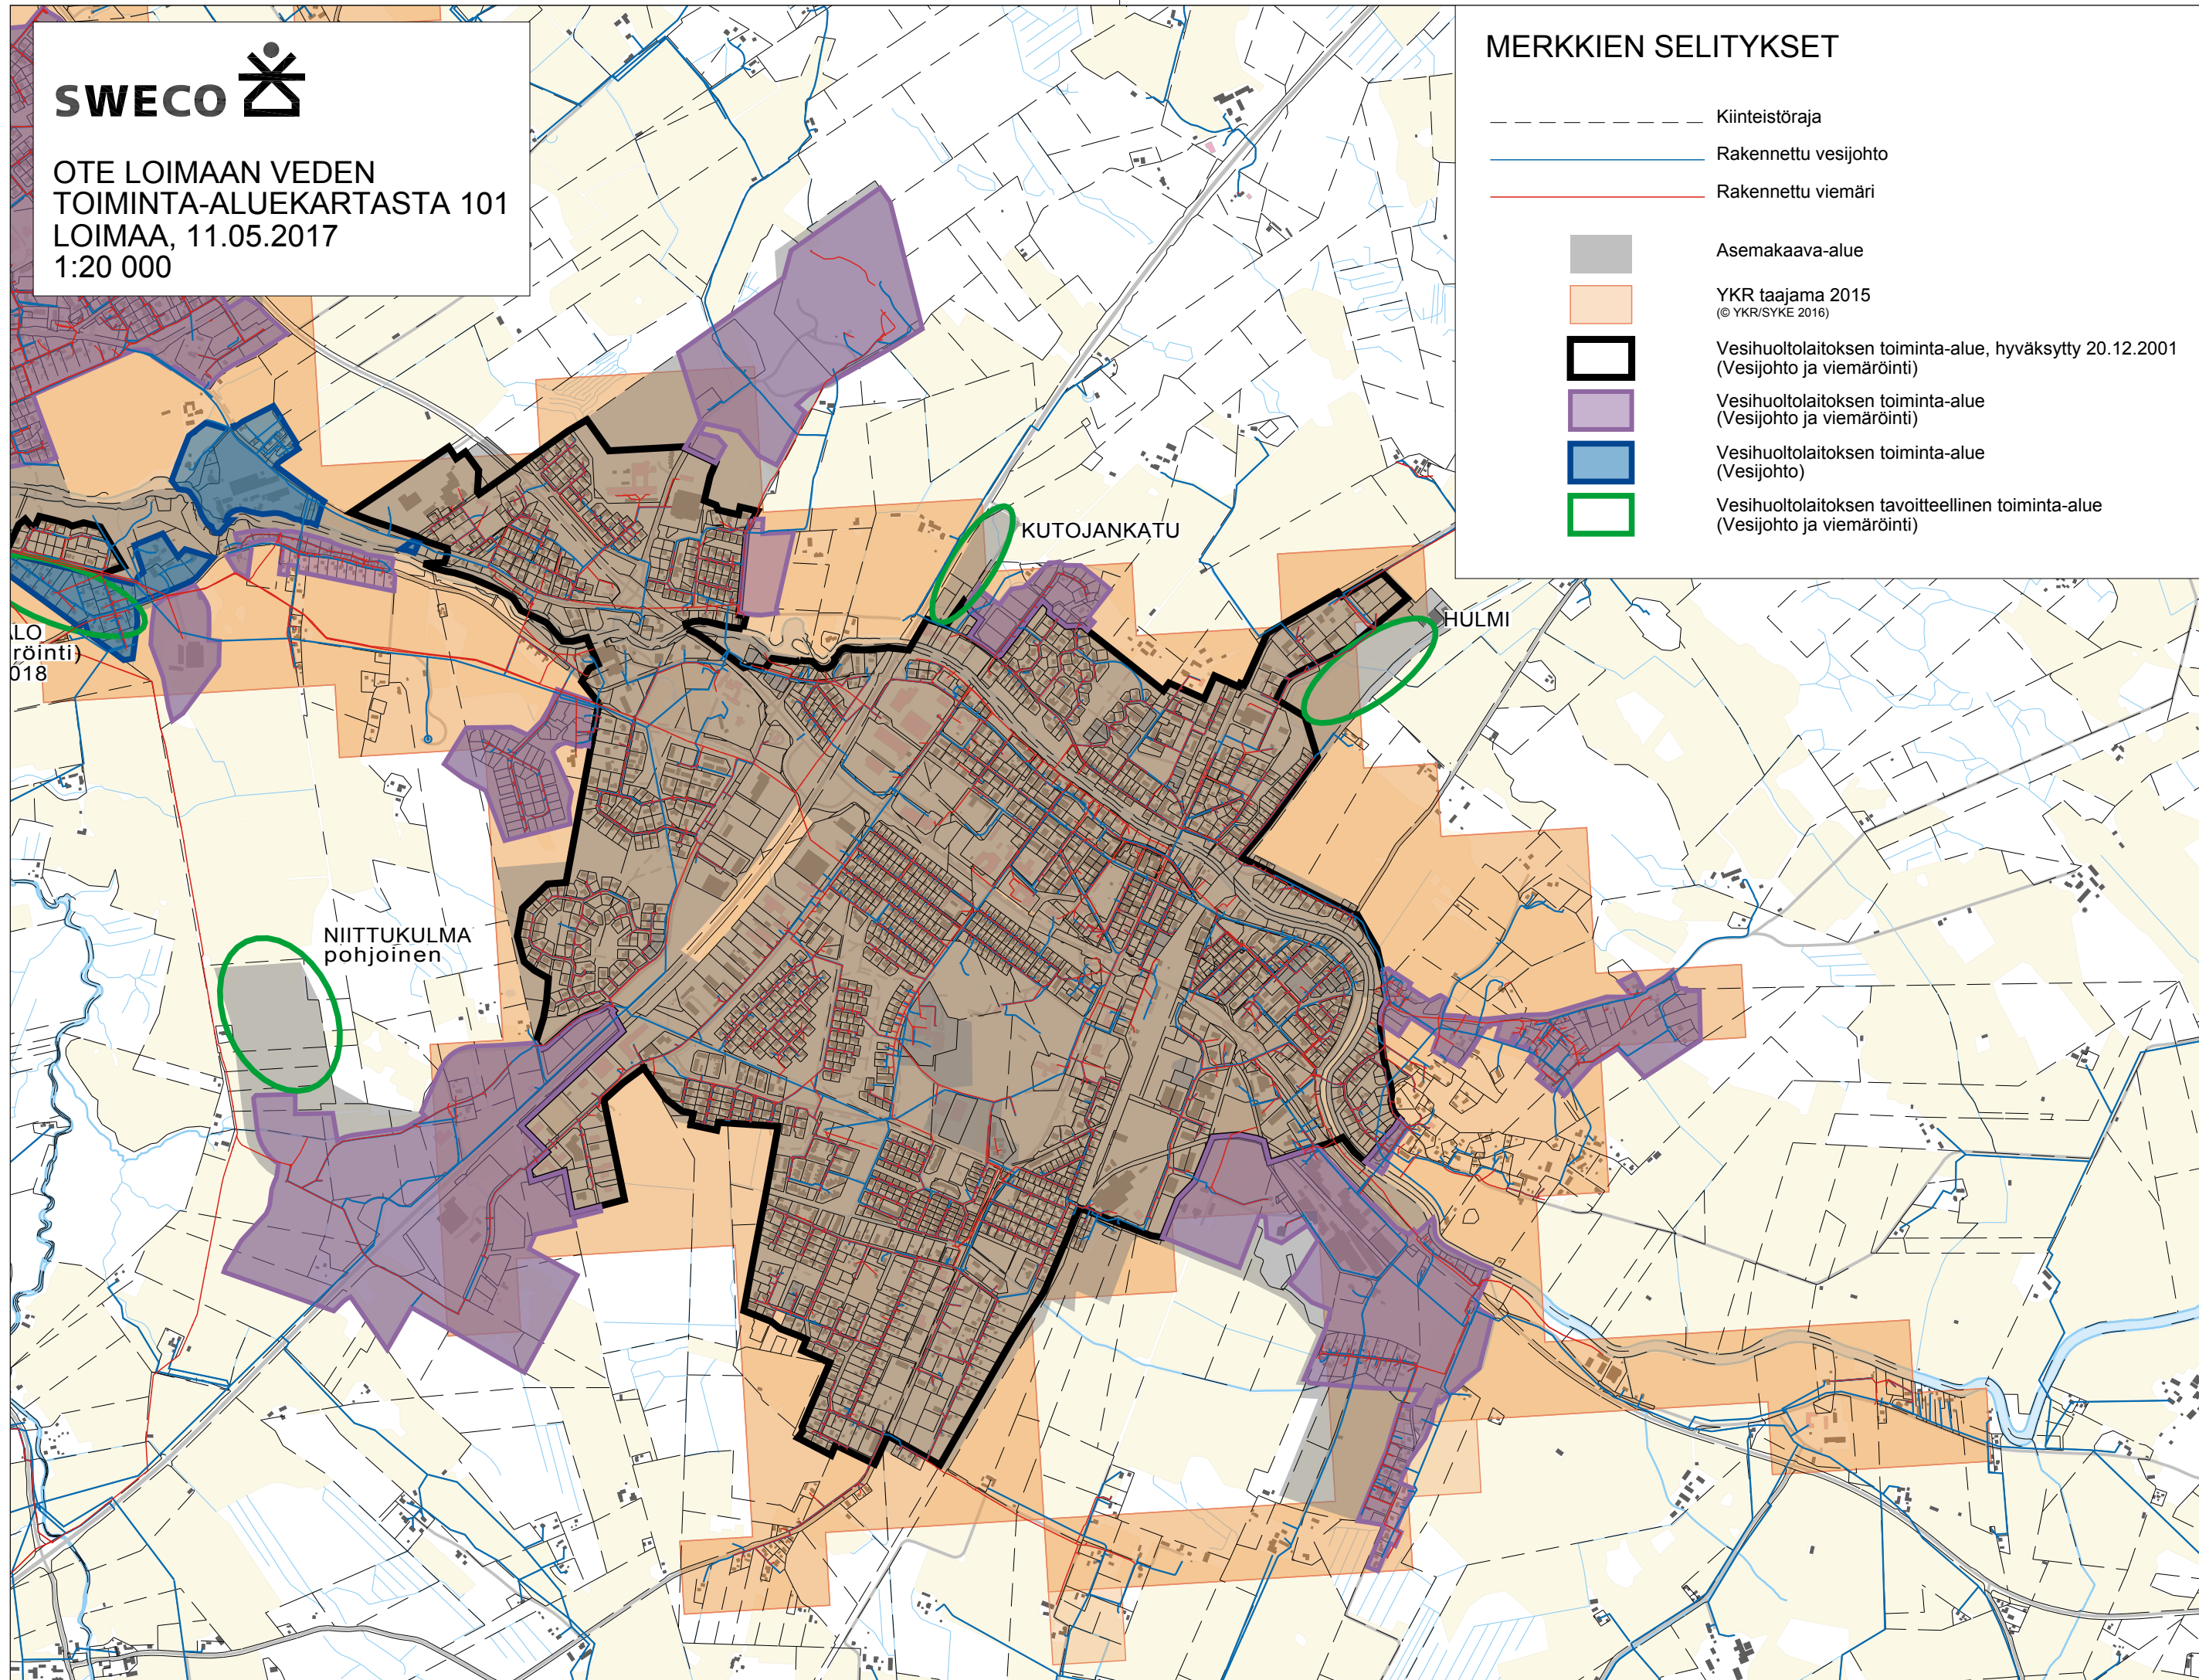 SWECO
OTE LOIMAAN VEDEN
TOIMINTA-ALUEKARTASTA 101
LOIMAA, 11.05.2017
1:20 000
MERKKIEN SELITYKSET
Kiinteistöraja
Rakennettu vesijohto
Rakennettu viemäri
Asemakaava-alue
YKR taajama 2015
(© YKR/SYKE 2016)
Vesihuoltolaitoksen toiminta-alue, hyväksytty 20.12.2001
(Vesijohto ja viemäröinti)
Vesihuoltolaitoksen toiminta-alue
(Vesijohto ja viemäröinti)
Vesihuoltolaitoksen toiminta-alue
(Vesijohto)
Vesihuoltolaitoksen tavoitteellinen toiminta-alue
(Vesijohto ja viemäröinti)
KUTOJANKATU
HULMI
LO
röinti)
018
NIITTUKULMA
pohjoinen